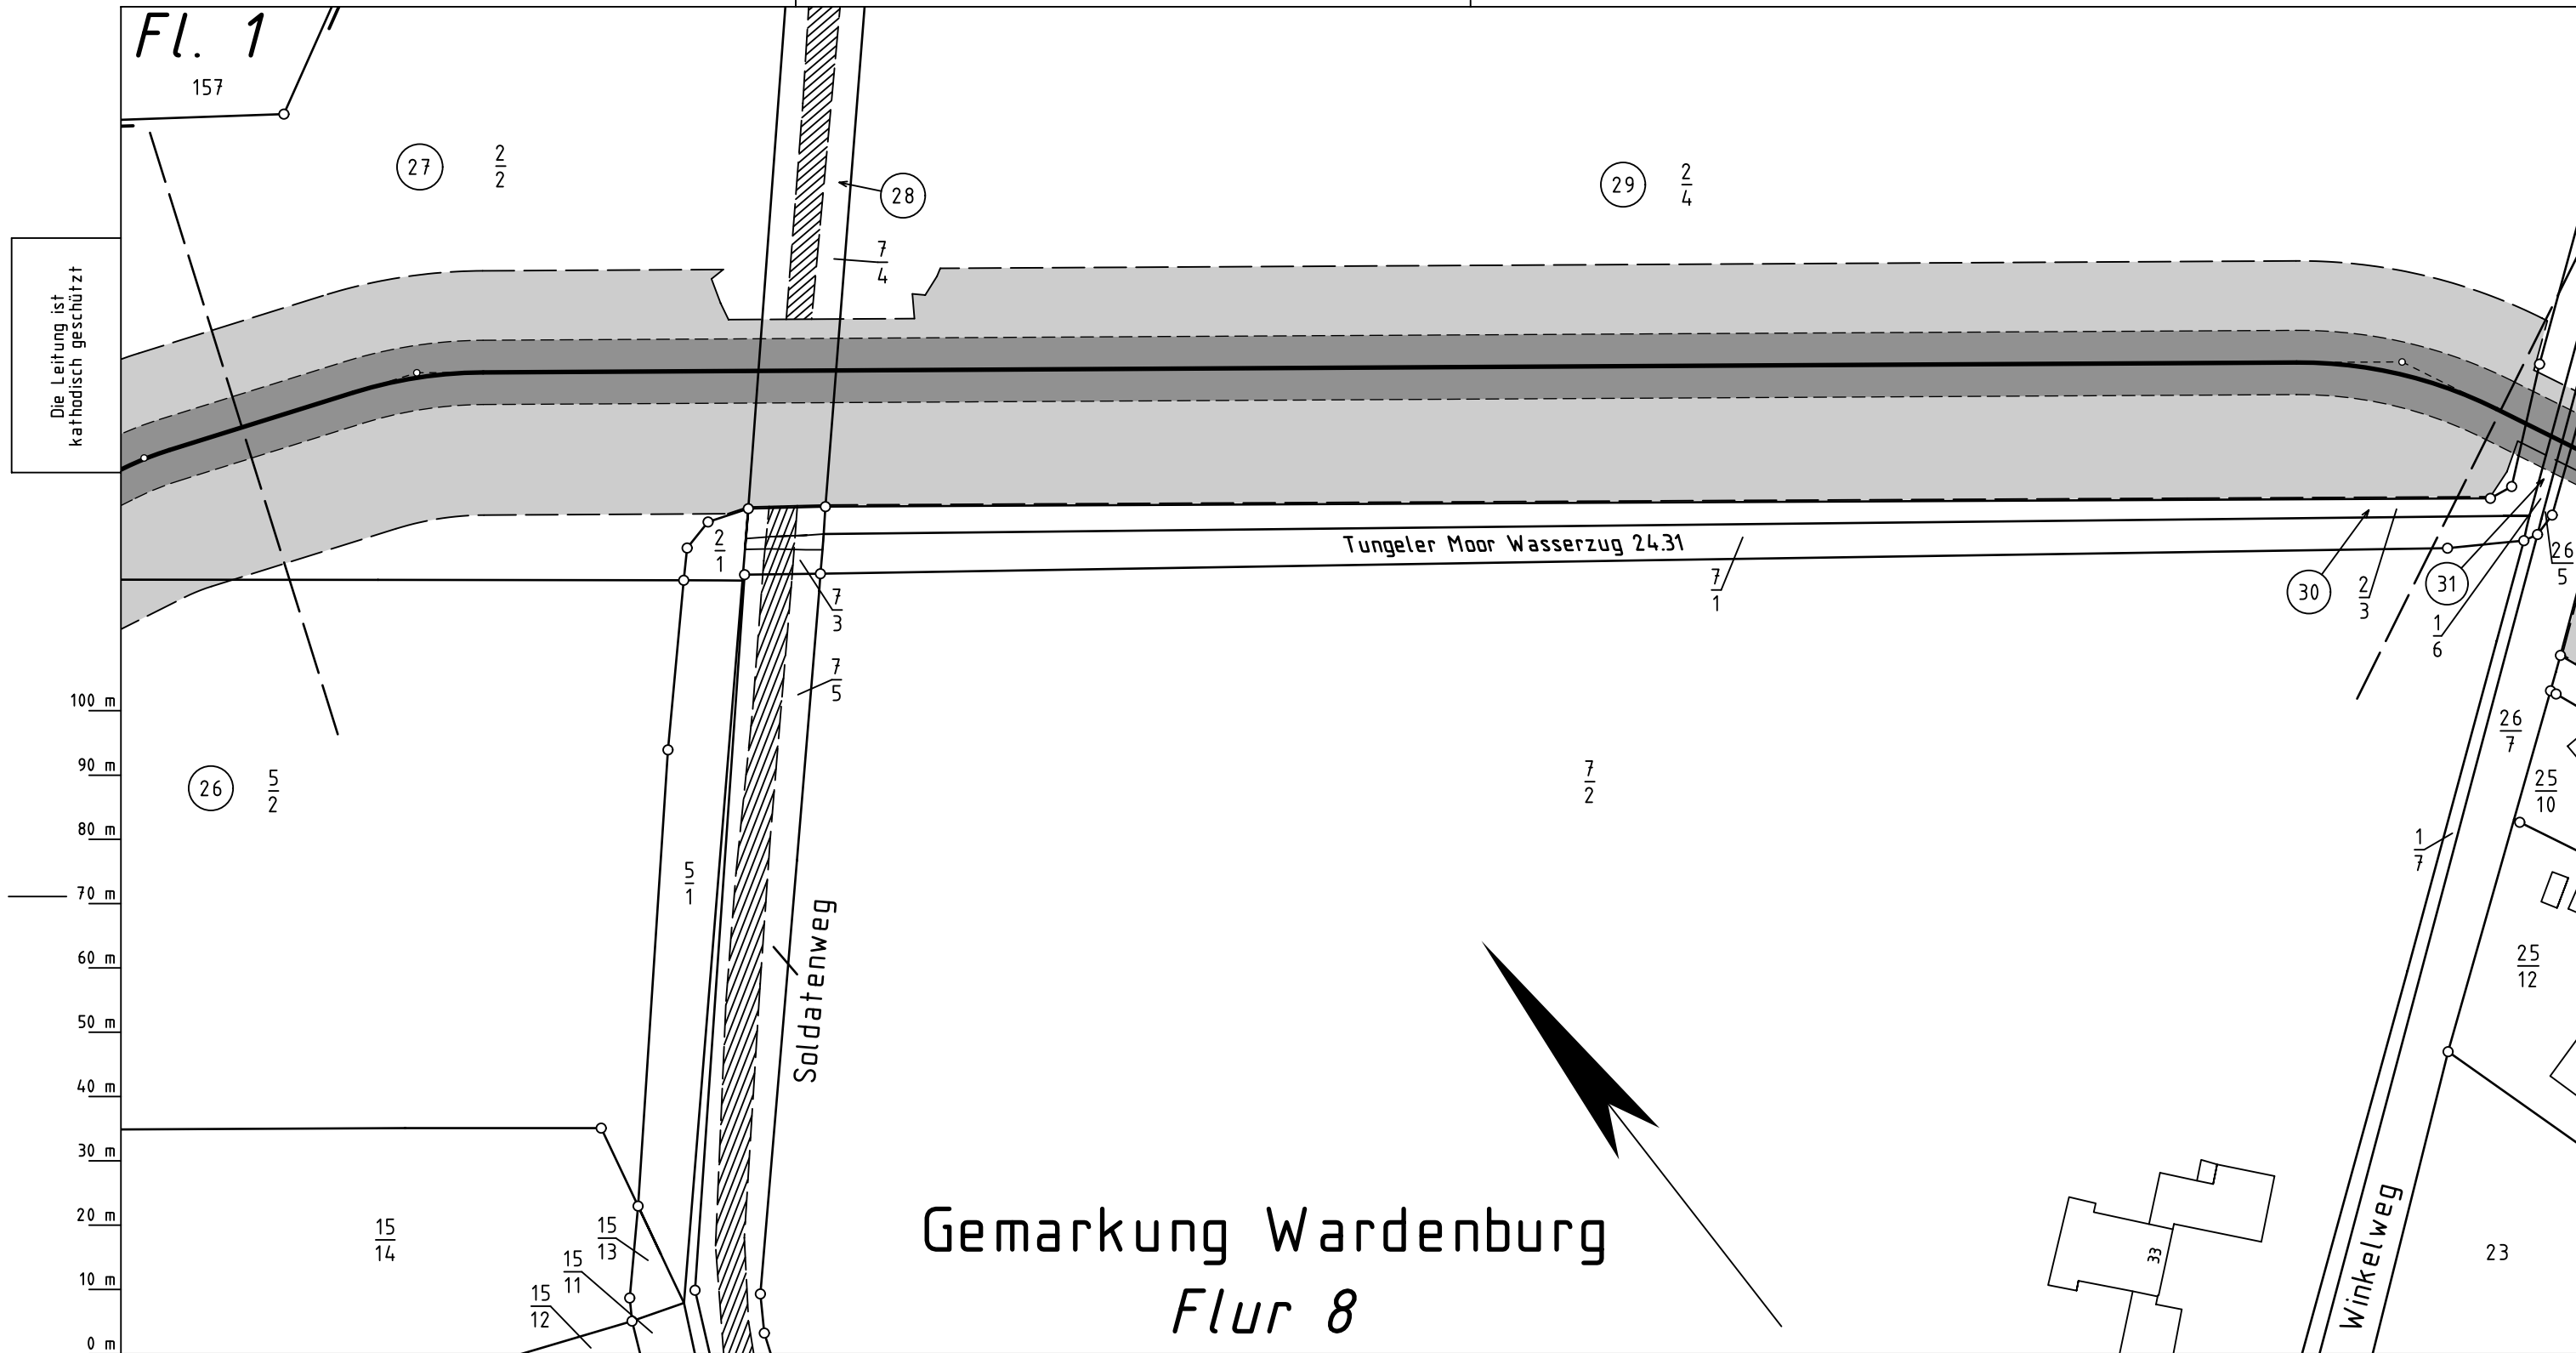 Fl. 1
157
27
2
2
28
29
2
4
7
4
Die Leitung ist
kathodisch geschützt
2
1
Tungeler Moor Wasserzug 24.31
7
3
7
1
30
2
3
31
1
6
26
5
7
5
100 m
90 m
80 m
70 m
60 m
50 m
40 m
30 m
20 m
10 m
0 m
26
5
2
5
1
7
2
26
7
25
10
1
7
25
12
Soldatenweg
15
14
15
13
15
11
15
12
Gemarkung Wardenburg
Flur 8
33
Winkelweg
23